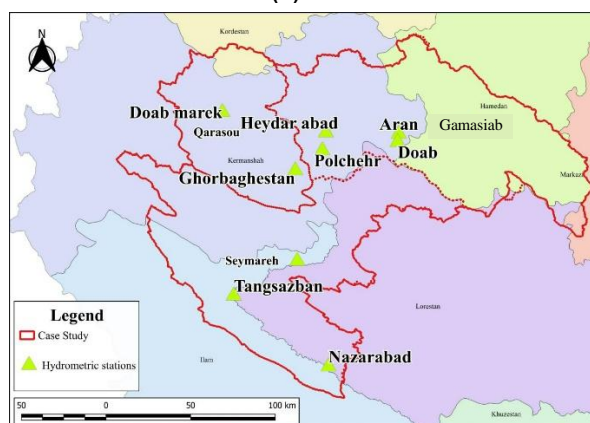 N
Kordestan
Hamedan
Doab marek
Heydar abad
Aran
Gamasiab
Qarasou
Kermanshah
Polchehr
Doab
Ghorbaghestan
Markazi
Seymareh
Tangsazban
Lorestan
Legend
Case Study
Hydrometric stations
Ilam
Nazarabad
Khuzestan
50 0 50 100 km